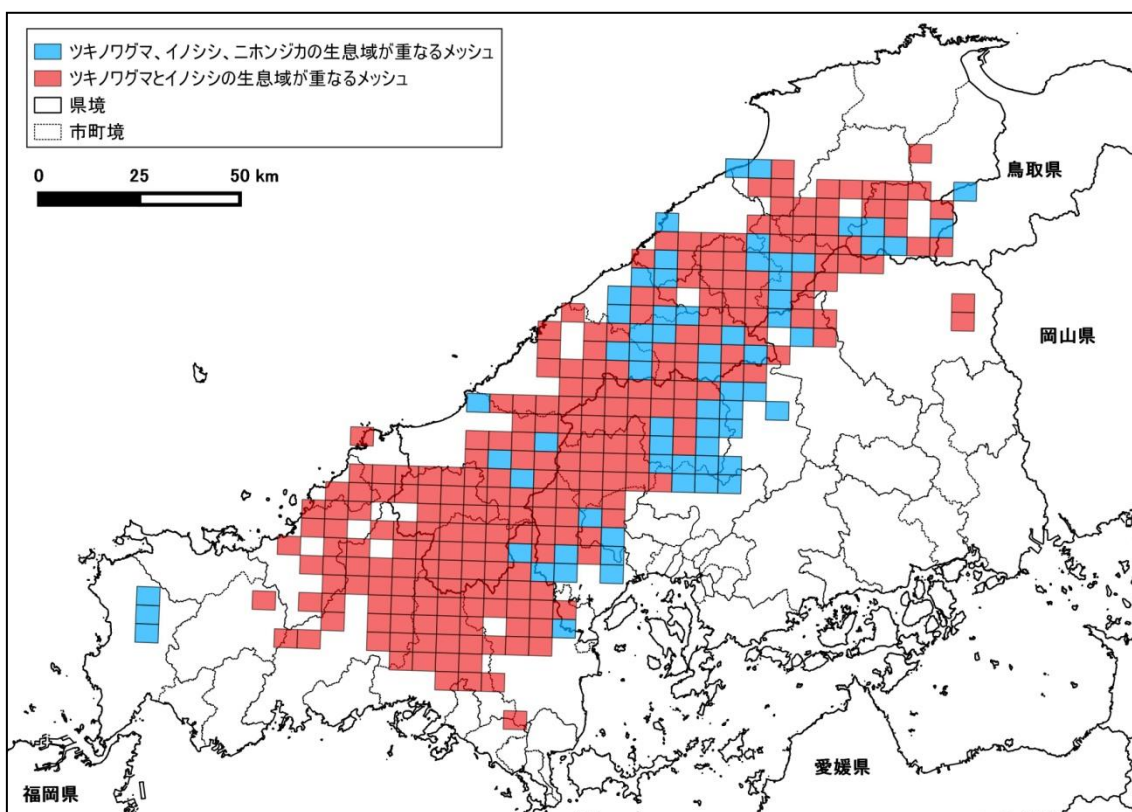 ツキノワグマ、イノシシ、ニホンジカの生息域が重なるメッシュ
ツキノワグマとイノシシの生息域が重なるメッシュ
県境
市町境
0 25 50 km
鳥取県
岡山県
愛媛県
福岡県